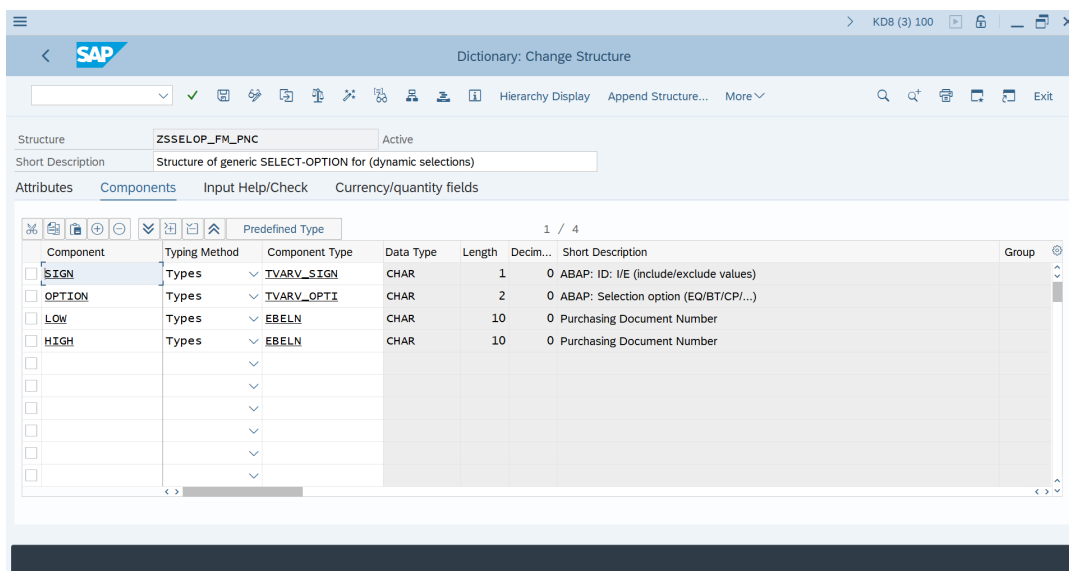 KD8 (3) 100
SAP
Dictionary: Change Structure
Hierarchy Display Append Structure... More Exit
Structure ZSSELOP_FM_PNC Active
Short Description Structure of generic SELECT-OPTION for (dynamic selections)
Attributes Components Input Help/Check Currency/quantity fields
Predefined Type 1 / 4
Component Typing Method Component Type Data Type Length Decim... Short Description Group
SIGN Types TVARV_SIGN CHAR 1 0 ABAP: ID: I/E (include/exclude values)
OPTION Types TVARV_OPTI CHAR 2 0 ABAP: Selection option (EQ/BT/CP/...)
LOW Types EBELN CHAR 10 0 Purchasing Document Number
HIGH Types EBELN CHAR 10 0 Purchasing Document Number